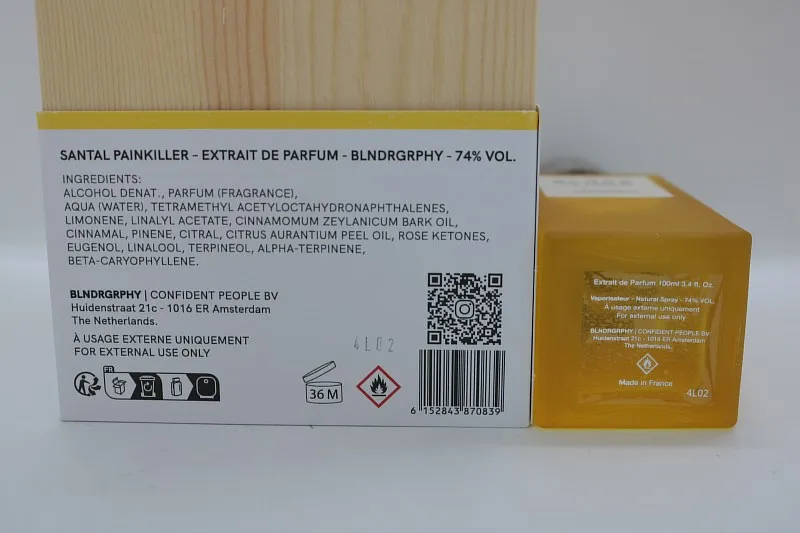 SANTAL PAINKILLER – EXTRAIT DE PARFUM - BLNDRGRPHY - 74% VOL.
INGREDIENTS:
ALCOHOL DENAT., PARFUM (FRAGRANCE),
AQUA (WATER), TETRAMETHYL ACETYLOCTAHYDRONAPHTHALENES,
LIMONENE, LINALYL ACETATE, CINNAMOMUM ZEYLANICUM BARK OIL,
CINNAMAL, PINENE, CITRAL, CITRUS AURANTIUM PEEL OIL, ROSE KETONES,
EUGENOL, LINALOOL, TERPINEOL, ALPHA-TERPINENE,
BETA-CARYOPHYLLENE.
BLNDRGRPHY | CONFIDENT PEOPLE BV
Huidenstraat 21c - 1016 ER Amsterdam
The Netherlands.
À USAGE EXTERNE UNIQUEMENT
FOR EXTERNAL USE ONLY
4L02
FR
36 M
6 152843 870839
Extrait de Parfum 100ml 3.4 fl. Oz.
Vaporisateur - Natural Spray - 74% VOL.
A usage externe uniquement
For external use only
BLNDRGRPHY | CONFIDENT PEOPLE BV
Huidenstraat 21c - 1016 ER Amsterdam
The Netherlands.
Made in France
4L02